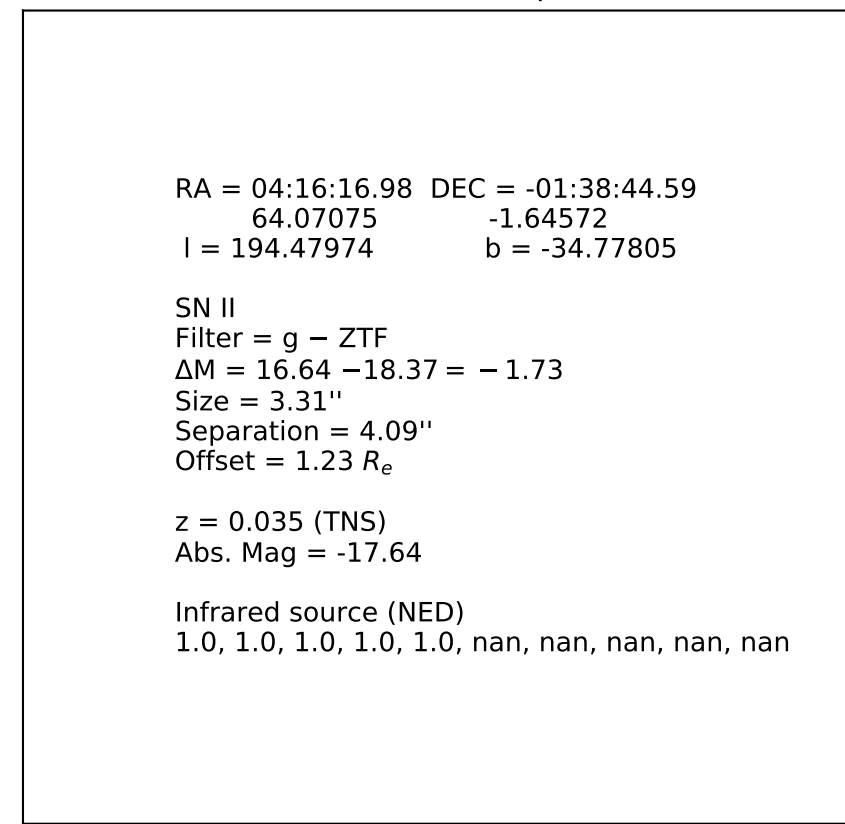 RA = 04:16:16.98  DEC = -01:38:44.59
64.07075  -1.64572
l = 194.47974  b = -34.77805
SN II
Filter = g − ZTF
ΔM = 16.64 −18.37 = − 1.73
Size = 3.31''
Separation = 4.09''
Offset = 1.23 Rₑ
z = 0.035 (TNS)
Abs. Mag = -17.64
Infrared source (NED)
1.0, 1.0, 1.0, 1.0, 1.0, nan, nan, nan, nan, nan